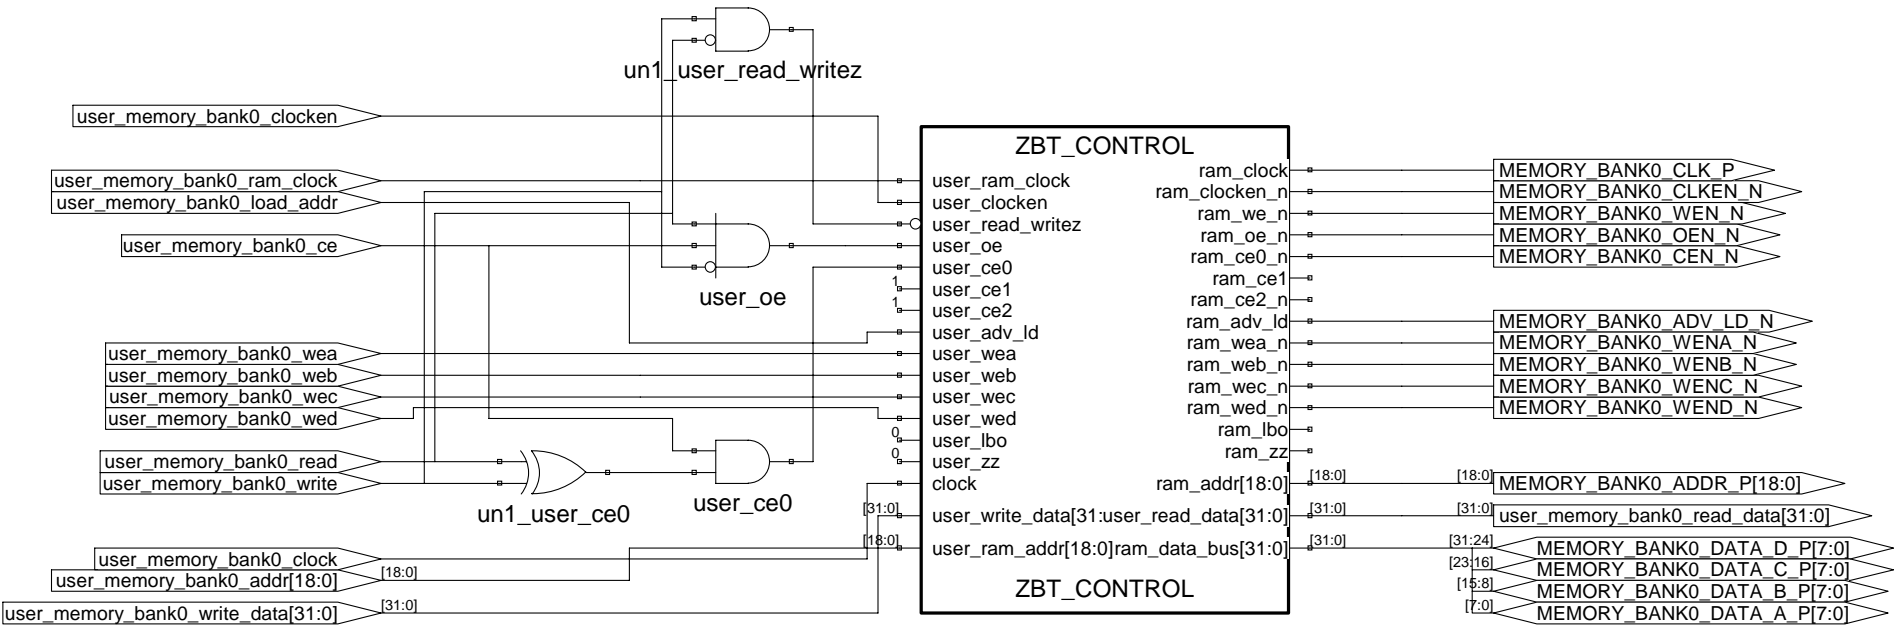 un1_user_read_writez
user_memory_bank0_clocken
user_memory_bank0_ram_clock
user_memory_bank0_load_addr
user_memory_bank0_ce
user_oe
user_memory_bank0_wea
user_memory_bank0_web
user_memory_bank0_wec
user_memory_bank0_wed
user_memory_bank0_read
user_memory_bank0_write
un1_user_ce0
user_ce0
user_memory_bank0_clock
user_memory_bank0_addr[18:0]
[18:0]
user_memory_bank0_write_data[31:0]
[31:0]
ZBT_CONTROL
user_ram_clock
user_clocken
user_read_writez
user_oe
user_ce0
1
user_ce1
1
user_ce2
user_adv_ld
user_wea
user_web
user_wec
user_wed
0
user_lbo
0
user_zz
clock
[31:0]
user_write_data[31:
[18:0]
user_ram_addr[18:0]
ram_clock
ram_clocken_n
ram_we_n
ram_oe_n
ram_ce0_n
ram_ce1
ram_ce2_n
ram_adv_ld
ram_wea_n
ram_web_n
ram_wec_n
ram_wed_n
ram_lbo
ram_zz
ram_addr[18:0]
user_read_data[31:0]
ram_data_bus[31:0]
ZBT_CONTROL
MEMORY_BANK0_CLK_P
MEMORY_BANK0_CLKEN_N
MEMORY_BANK0_WEN_N
MEMORY_BANK0_OEN_N
MEMORY_BANK0_CEN_N
MEMORY_BANK0_ADV_LD_N
MEMORY_BANK0_WENA_N
MEMORY_BANK0_WENB_N
MEMORY_BANK0_WENC_N
MEMORY_BANK0_WEND_N
[18:0]
[18:0]
MEMORY_BANK0_ADDR_P[18:0]
[31:0]
[31:0]
user_memory_bank0_read_data[31:0]
[31:0]
[31:24]
MEMORY_BANK0_DATA_D_P[7:0]
[23:16]
MEMORY_BANK0_DATA_C_P[7:0]
[15:8]
MEMORY_BANK0_DATA_B_P[7:0]
[7:0]
MEMORY_BANK0_DATA_A_P[7:0]